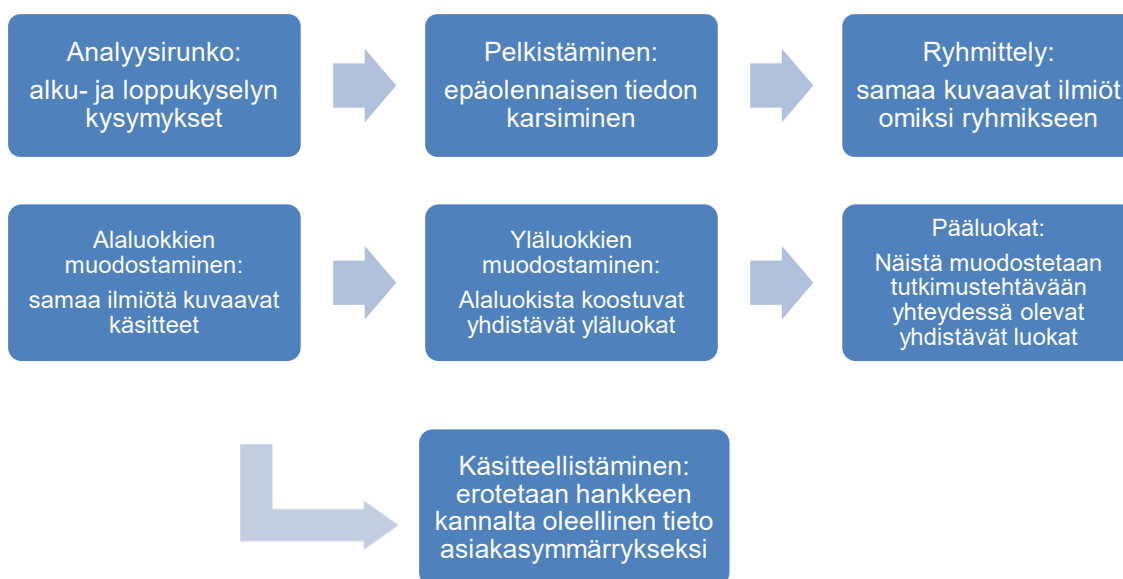 Analyysirunko:
alku- ja loppukyselyn
kysymykset
Pelkistäminen:
epäolennaisen tiedon
karsiminen
Ryhmittely:
samaa kuvaavat ilmiöt
omiksi ryhmikseen
Alaluokkien
muodostaminen:
samaa ilmiötä kuvaavat
käsitteet
Yläluokkien
muodostaminen:
Alaluokista koostuvat
yhdistävät yläluokat
Pääluokat:
Näistä muodostetaan
tutkimustehtävään
yhteydessä olevat
yhdistävät luokat
Käsitteellistäminen:
erotetaan hankkeen
kannalta oleellinen tieto
asiakasymmärrykseksi